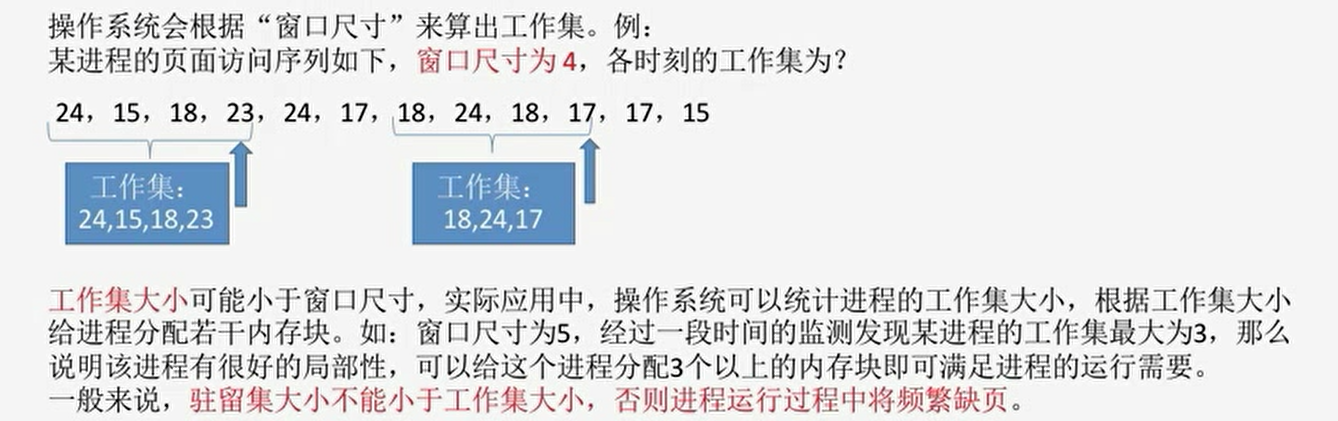 操作系统会根据“窗口尺寸”来算出工作集。例：
某进程的页面访问序列如下，窗口尺寸为4，各时刻的工作集为？
24，15，18，23，24，17，18，24，18，17，17，15
工作集：
24,15,18,23
工作集：
18,24,17
工作集大小可能小于窗口尺寸，实际应用中，操作系统可以统计进程的工作集大小，根据工作集大小
给进程分配若干内存块。如：窗口尺寸为5，经过一段时间的监测发现某进程的工作集最大为3，那么
说明该进程有很好的局部性，可以给这个进程分配3个以上的内存块即可满足进程的运行需要。
一般来说，驻留集大小不能小于工作集大小，否则进程运行过程中将频繁缺页。